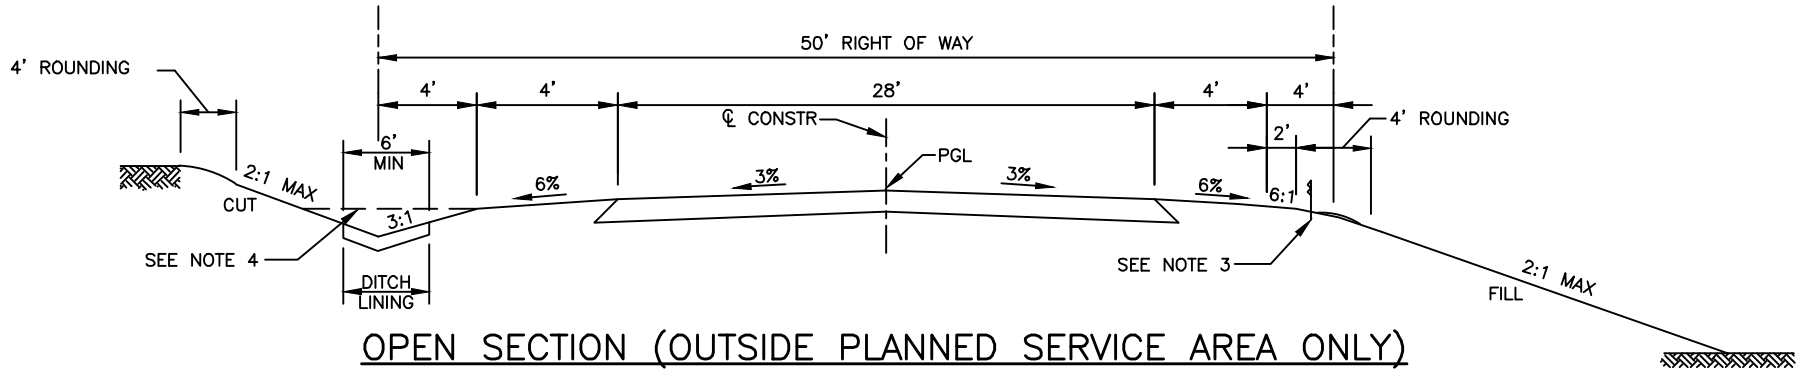 50' RIGHT OF WAY
4' ROUNDING
4'
4'
28'
4'
4'
℄ CONSTR
4' ROUNDING
6'
MIN
2'
PGL
2:1 MAX
CUT
6%
3%
3%
6%
6:1
3:1
SEE NOTE 4
SEE NOTE 3
2:1 MAX
FILL
DITCH
LINING
OPEN SECTION (OUTSIDE PLANNED SERVICE AREA ONLY)